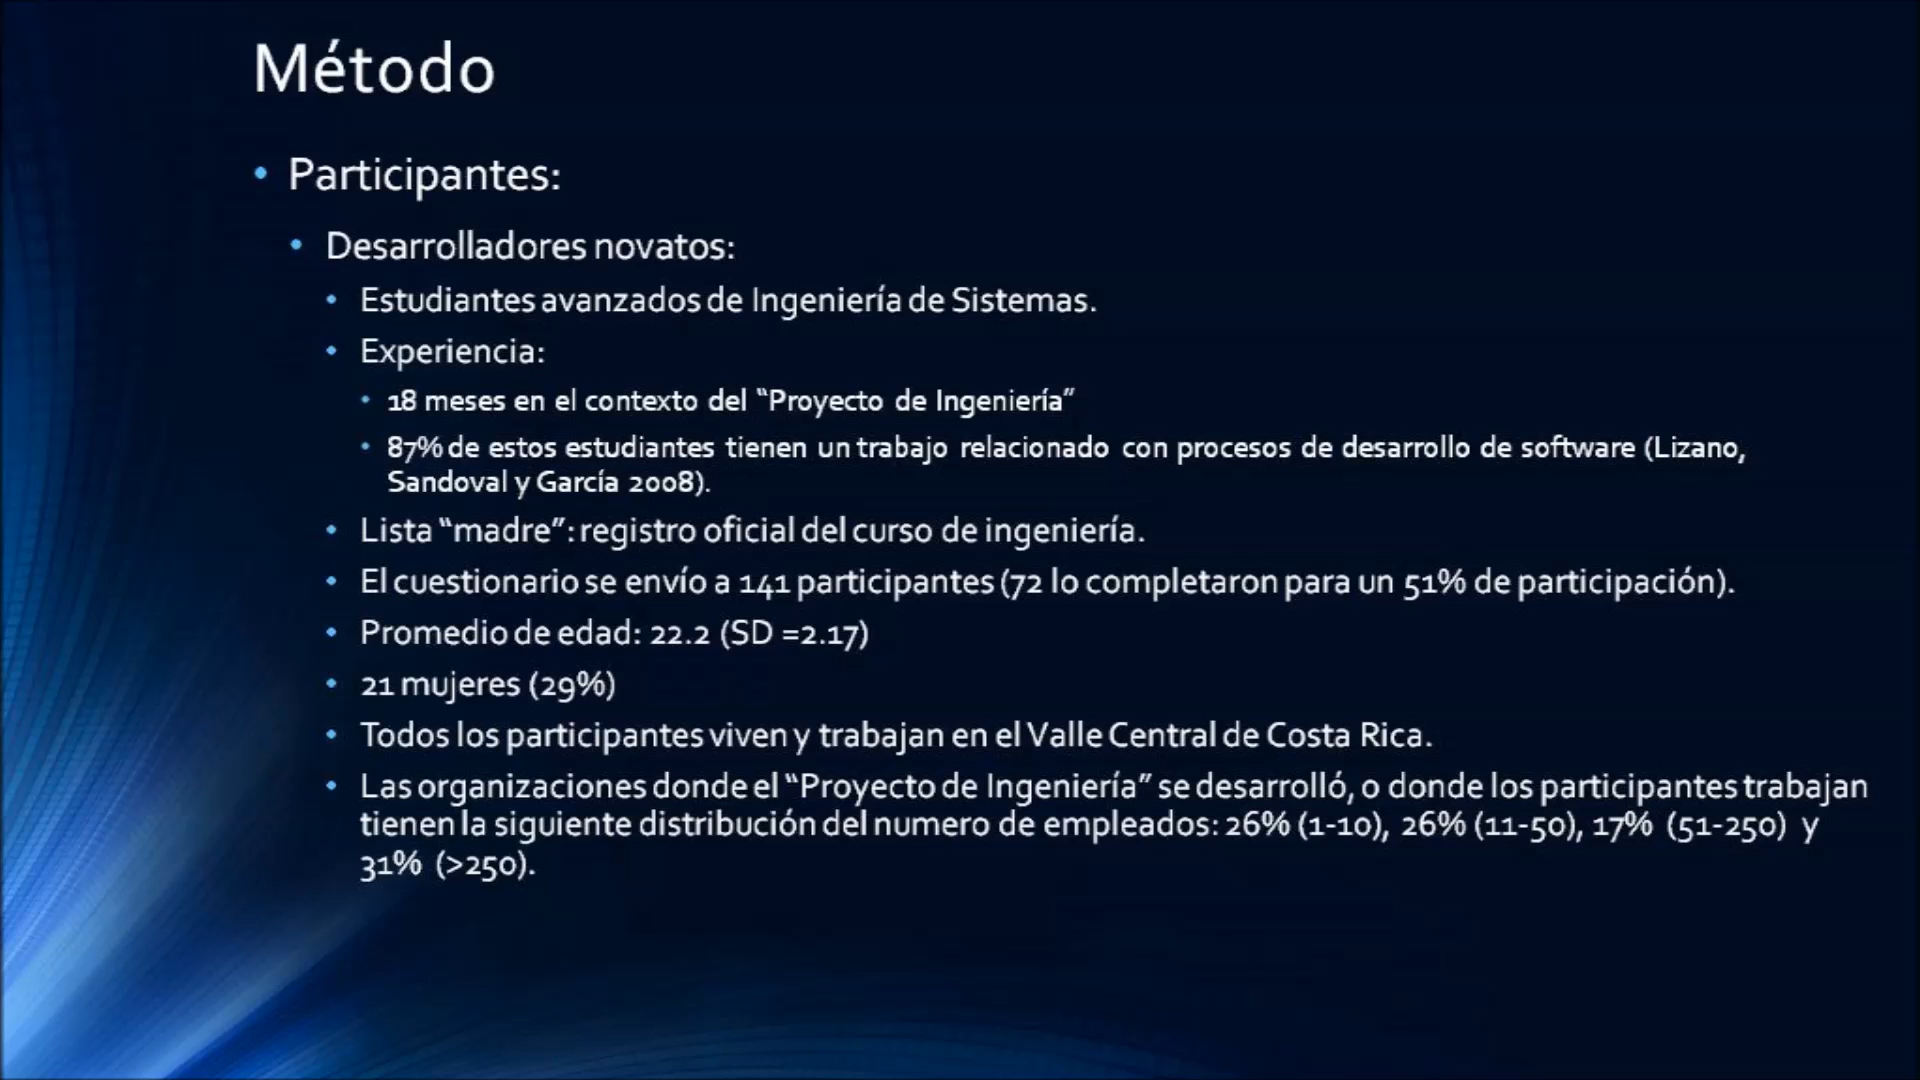 Método
• Participantes:
• Desarrolladores novatos:
• Estudiantes avanzados de Ingeniería de Sistemas.
• Experiencia:
• 18 meses en el contexto del “Proyecto de Ingeniería”
• 87% de estos estudiantes tienen un trabajo relacionado con procesos de desarrollo de software (Lizano,
Sandoval y García 2008).
• Lista “madre”: registro oficial del curso de ingeniería.
• El cuestionario se envío a 141 participantes (72 lo completaron para un 51% de participación).
• Promedio de edad: 22.2 (SD =2.17)
• 21 mujeres (29%)
• Todos los participantes viven y trabajan en el Valle Central de Costa Rica.
• Las organizaciones donde el “Proyecto de Ingeniería” se desarrolló, o donde los participantes trabajan
tienen la siguiente distribución del numero de empleados: 26% (1-10), 26% (11-50), 17% (51-250) y
31% (>250).